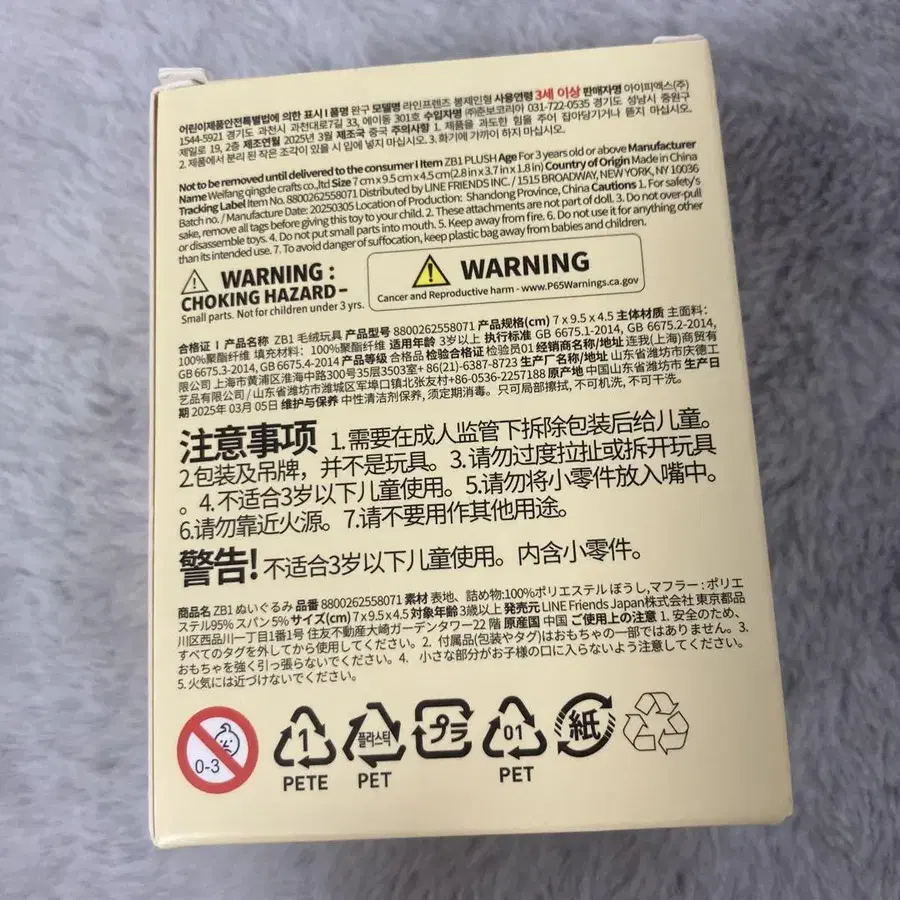 어린이제품안전특별법에 의한 표시 I 품명 완구 모델명 라인프렌즈 봉제인형 사용연령 3세 이상 판매자명 아이피엑스(주)
1544-5921 경기도 과천시 과천대로7길 33, 에이동 301호 수입자명 ㈜준보코리아 031-722-0535 경기도 성남시 중원구
제일로 19, 2층 제조연월 2025년 3월 제조국 중국 주의사항 1. 제품을 과도한 힘을 주어 잡아당기거나 뜯지 마십시오.
2. 제품에서 분리 된 작은 조각이 있을 시 입에 넣지 마십시오. 3. 화기에 가까이 하지 마십시오.
Not to be removed until delivered to the consumer I Item ZB1 PLUSH Age For 3 years old or above Manufacturer
Name Weifang qingde crafts co.,ltd Size 7 cm x 9.5 cm x 4.5 cm(2.8 in x 3.7 in x 1.8 in) Country of Origin Made in China
Tracking Label Item No. 8800262558071 Distributed by LINE FRIENDS INC. / 1515 BROADWAY, NEW YORK, NY 10036
Batch no. / Manufacture Date: 20250305 Location of Production: Shandong Province, China Cautions 1. For safety's
sake, remove all tags before giving this toy to your child. 2. These attachments are not part of doll. 3. Do not over-pull
or disassemble toys. 4. Do not put small parts into mouth. 5. Keep away from fire. 6. Do not use it for anything other
than its intended use. 7. To avoid danger of suffocation, keep plastic bag away from babies and children.
WARNING :
CHOKING HAZARD–
Small parts. Not for children under 3 yrs.
WARNING
Cancer and Reproductive harm - www.P65Warnings.ca.gov
合格证 I 产品名称 ZB1 毛绒玩具 产品型号 8800262558071 产品规格(cm) 7 x 9.5 x 4.5 主体材质 主面料:
100%聚酯纤维 填充材料: 100%聚酯纤维 适用年龄 3岁以上 执行标准 GB 6675.1-2014, GB 6675.2-2014,
GB 6675.3-2014, GB 6675.4-2014 产品等级 合格品 检验合格证 检验员01 经销商名称/地址 连我(上海)商贸有
限公司 上海市黄浦区淮海中路300号35层3503室+ 86(21)-6387-8723 生产厂名称/地址 山东省潍坊市庆德工
艺品有限公司 / 山东省潍坊市潍城区军埠口镇北张友村+86-0536-2257188 原产地 中国山东省潍坊市 生产日
期 2025年 03月 05日 维护与保养 中性清洁剂保养, 须定期消毒。只可局部擦拭, 不可机洗, 不可干洗。
注意事项 1.需要在成人监管下拆除包装后给儿童。
2.包装及吊牌，并不是玩具。3.请勿过度拉扯或拆开玩具
。4. 不适合3岁以下儿童使用。5.请勿将小零件放入嘴中。
6.请勿靠近火源。7.请不要用作其他用途。
警告! 不适合3岁以下儿童使用。内含小零件。
商品名 ZB1 ぬいぐるみ 品番 8800262558071 素材 表地、詰め物:100%ポリエステル ぼうし,マフラー : ポリエ
ステル95% スパン 5% サイズ(cm) 7 x 9.5 x 4.5 対象年齢 3歳以上 発売元 LINE Friends Japan株式会社 東京都品
川区西品川一丁目1番1号 住友不動産大崎ガーデンタワー22 階 原産国 中国 ご使用上の注意 1. 安全のため、
すべてのタグを外してから使用してください。2. 付属品(包装やタグ)はおもちゃの一部ではありません。3.
おもちゃを強く引っ張らないでください。4. 小さな部分がお子様の口に入らないよう注意してください。
5. 火気には近づけないでください。
0-3
1
PETE
플라스틱
PET
プラ
01
PET
紙